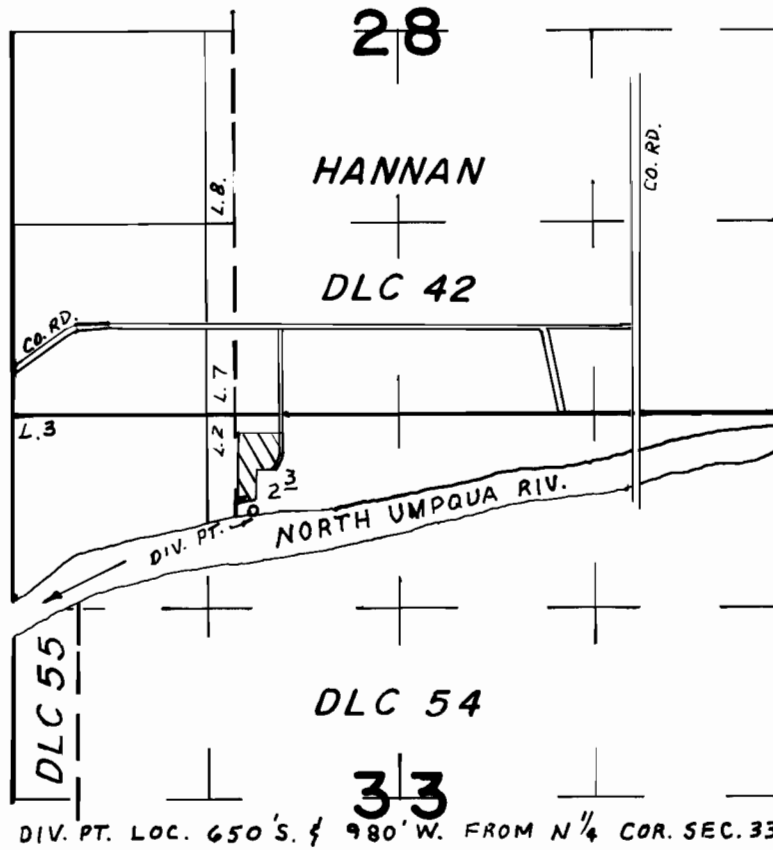 28
HANNAN
CO. RD.
L.8.
DLC 42
CO. RD.
L.7
L.3
L.2
2 3
NORTH UMPQUA RIV.
DIV. PT.
DLC 55
DLC 54
33
DIV. PT. LOC. 650'S. & 980'W. FROM N 1/4 COR. SEC. 33